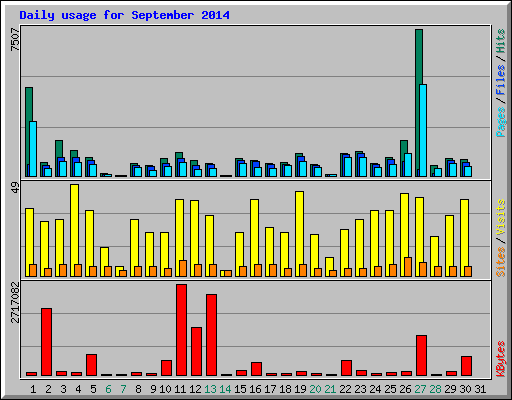 Daily usage for September 2014
7507
Pages / Files / Hits
49
Sites / Visits
2717082
KBytes
1 2 3 4 5 6 7 8 9 10 11 12 13 14 15 16 17 18 19 20 21 22 23 24 25 26 27 28 29 30 31